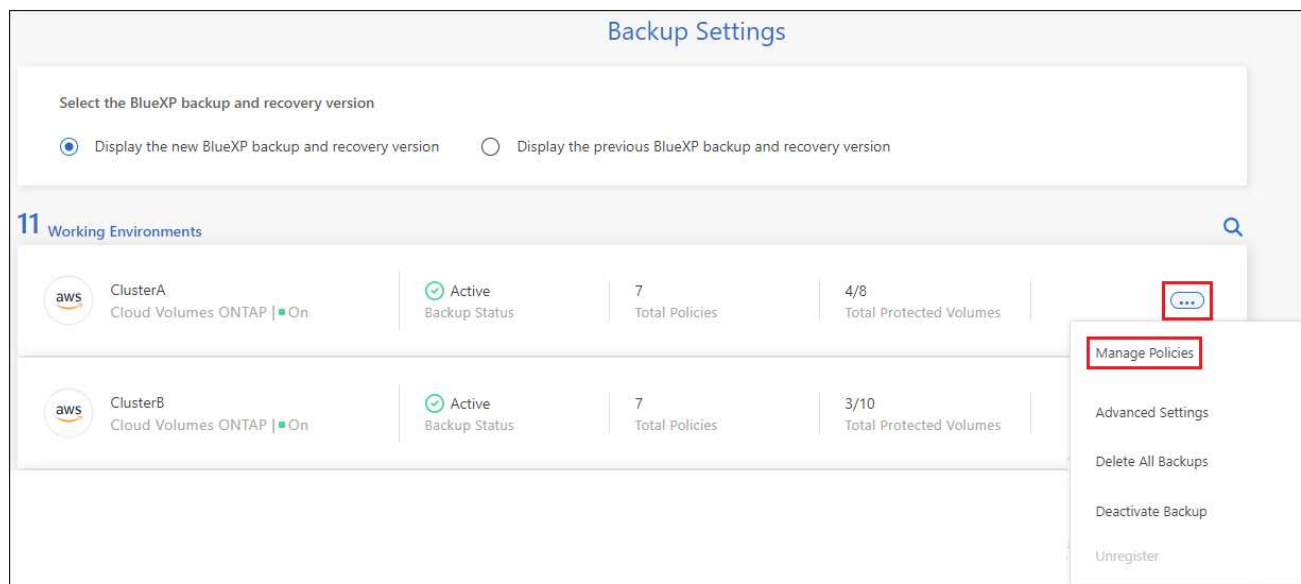 Backup Settings
Select the BlueXP backup and recovery version
Display the new BlueXP backup and recovery version Display the previous BlueXP backup and recovery version
11 Working Environments
aws ClusterA Active 7 4/8 ...
Cloud Volumes ONTAP | On Backup Status Total Policies Total Protected Volumes
Manage Policies
aws ClusterB Active 7 3/10
Cloud Volumes ONTAP | On Backup Status Total Policies Total Protected Volumes
Advanced Settings
Delete All Backups
Deactivate Backup
Unregister